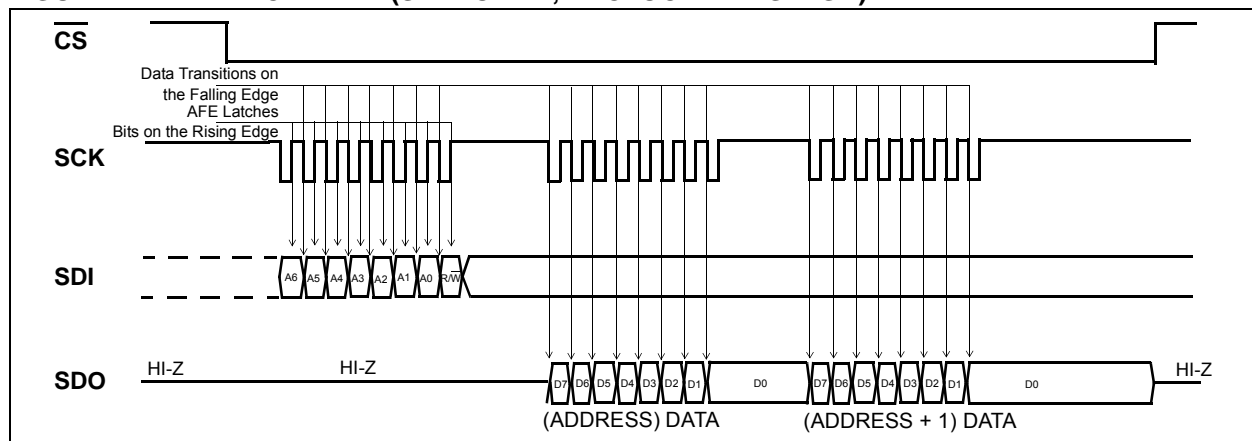 CS
Data Transitions on
the Falling Edge
AFE Latches
Bits on the Rising Edge
SCK
SDI
A6 A5 A4 A3 A2 A1 A0 R/W
SDO
HI-Z HI-Z D7 D6 D5 D4 D3 D2 D1 D0 D7 D6 D5 D4 D3 D2 D1 D0 HI-Z
(ADDRESS) DATA (ADDRESS + 1) DATA